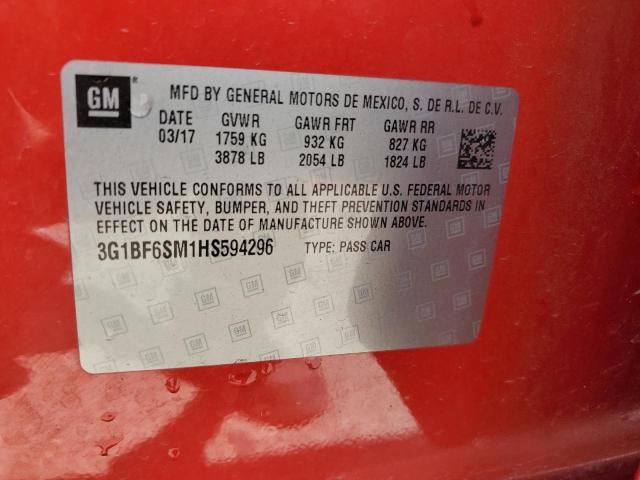 GM ®
MFD BY GENERAL MOTORS DE MEXICO, S. DE R.L. DE C.V.
DATE GVWR GAWR FRT GAWR RR
03/17 1759 KG 932 KG 827 KG
3878 LB 2054 LB 1824 LB
THIS VEHICLE CONFORMS TO ALL APPLICABLE U.S. FEDERAL MOTOR
VEHICLE SAFETY, BUMPER, AND THEFT PREVENTION STANDARDS IN
EFFECT ON THE DATE OF MANUFACTURE SHOWN ABOVE.
3G1BF6SM1HS594296 TYPE: PASS CAR